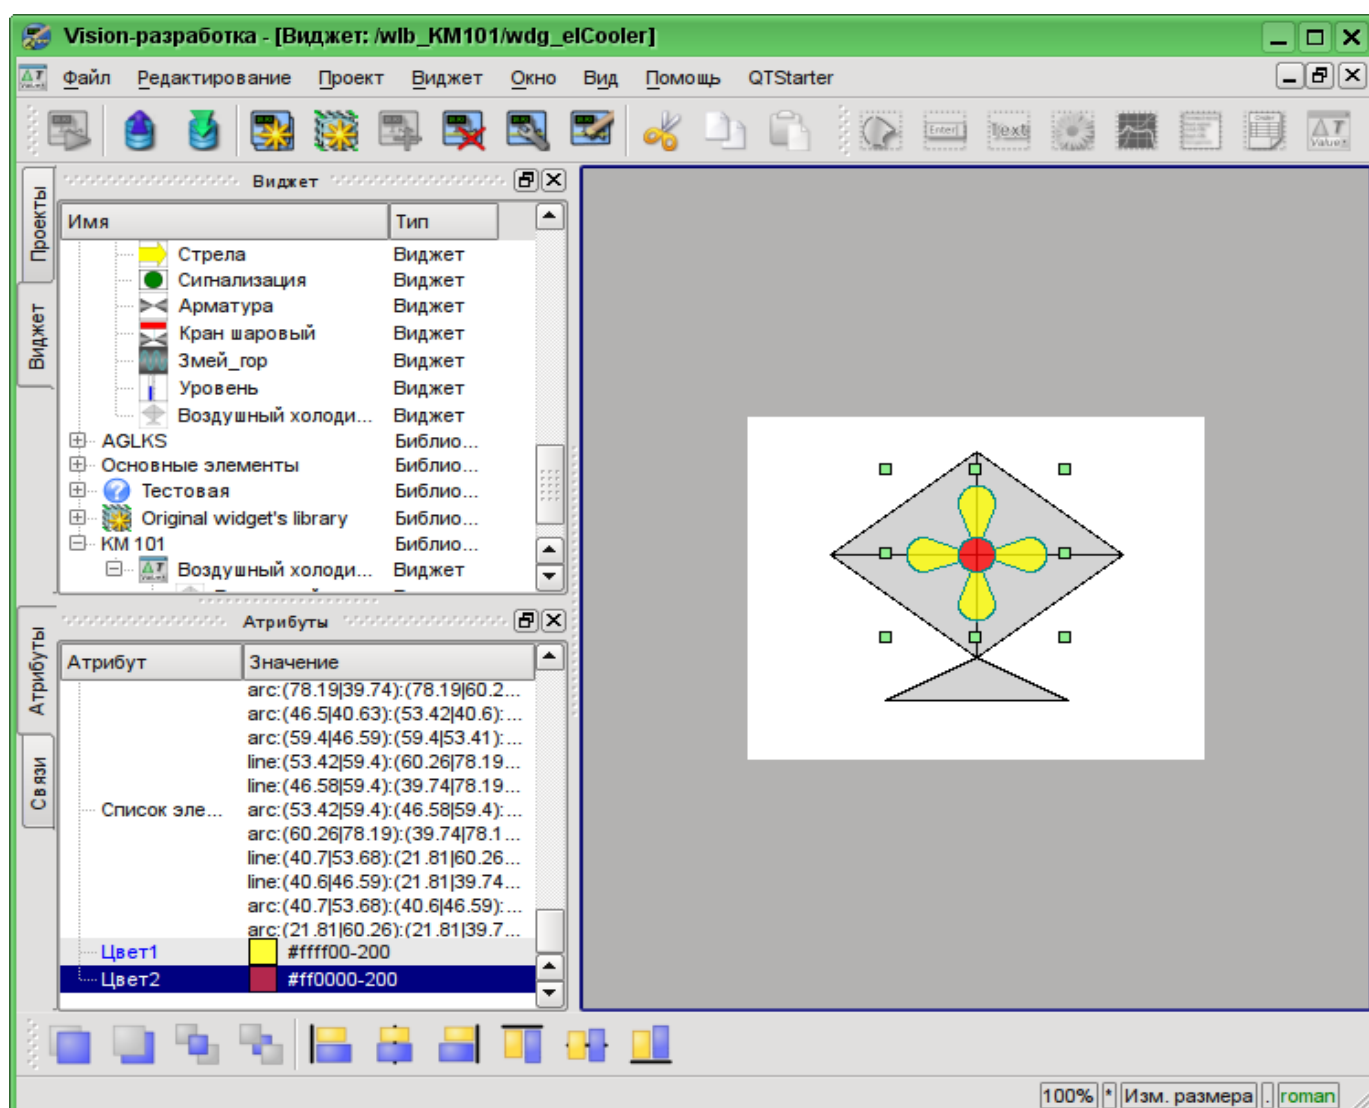 Vision-разработка - [Виджет: /wlb_KM101/wdg_elCooler]
Файл Редактирование Проект Виджет Окно Вид Помощь QTStarter
Enter| Text ΔT Value:
Проекты
Виджет
Виджет
Имя Тип
Стрела Виджет
Сигнализация Виджет
Арматура Виджет
Кран шаровый Виджет
Змей_гор Виджет
Уровень Виджет
Воздушный холоди... Виджет
AGLKS Библио...
Основные элементы Библио...
Тестовая Библио...
Original widget's library Библио...
КМ 101 Библио...
Воздушный холоди... Виджет
Атрибуты
Связи
Атрибуты
Атрибут Значение
arc:(78.19|39.74):(78.19|60.2...
arc:(46.5|40.63):(53.42|40.6):...
arc:(59.4|46.59):(59.4|53.41):...
line:(53.42|59.4):(60.26|78.19...
line:(46.58|59.4):(39.74|78.19...
Список эле... arc:(53.42|59.4):(46.58|59.4):...
arc:(60.26|78.19):(39.74|78.1...
line:(40.7|53.68):(21.81|60.26...
line:(40.6|46.59):(21.81|39.74...
arc:(40.7|53.68):(40.6|46.59):...
arc:(21.81|60.26):(21.81|39.7...
Цвет1 #ffff00-200
Цвет2 #ff0000-200
100% * Изм. размера . roman